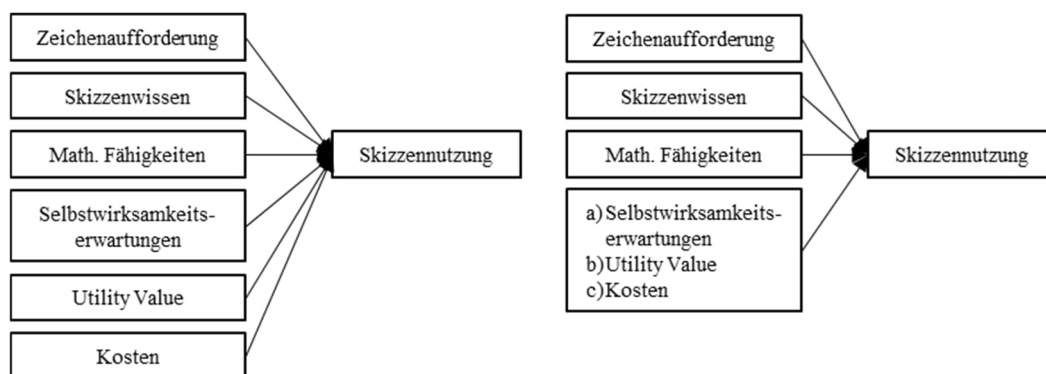 Zeichenaufforderung
Skizzenwissen
Math. Fähigkeiten
Selbstwirksamkeits-
erwartungen
Utility Value
Kosten
Skizzennutzung
Zeichenaufforderung
Skizzenwissen
Math. Fähigkeiten
a) Selbstwirksamkeits-
erwartungen
b) Utility Value
c) Kosten
Skizzennutzung